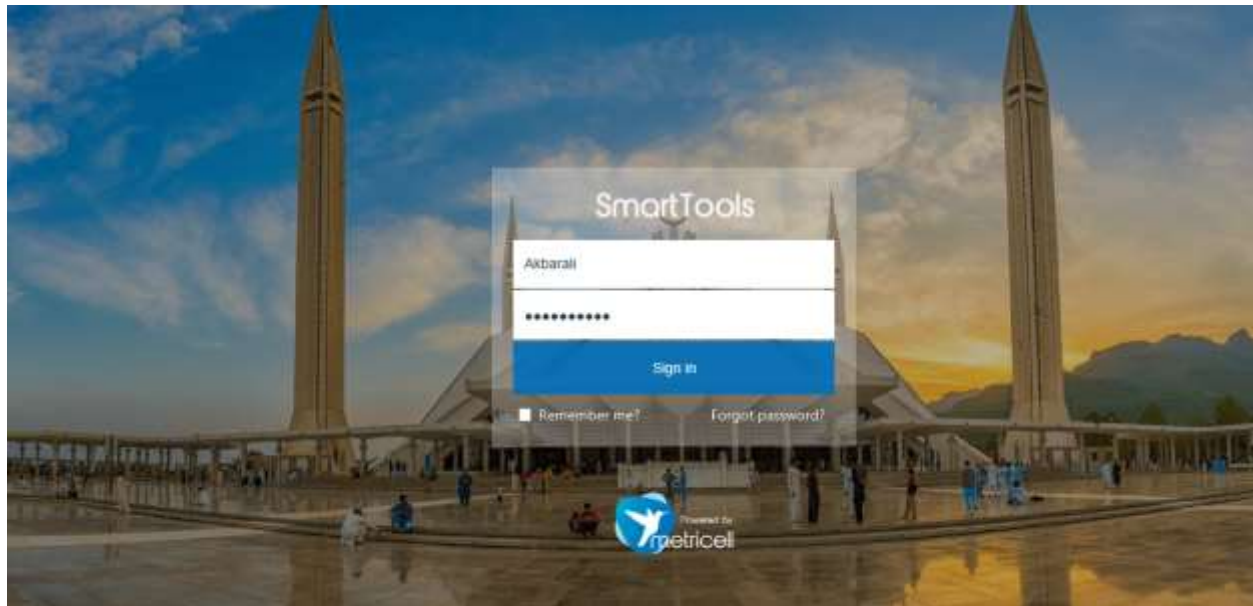 SmartTools
Akbarali
••••••••••
Sign in
Remember me? Forgot password?
Powered by
metricell